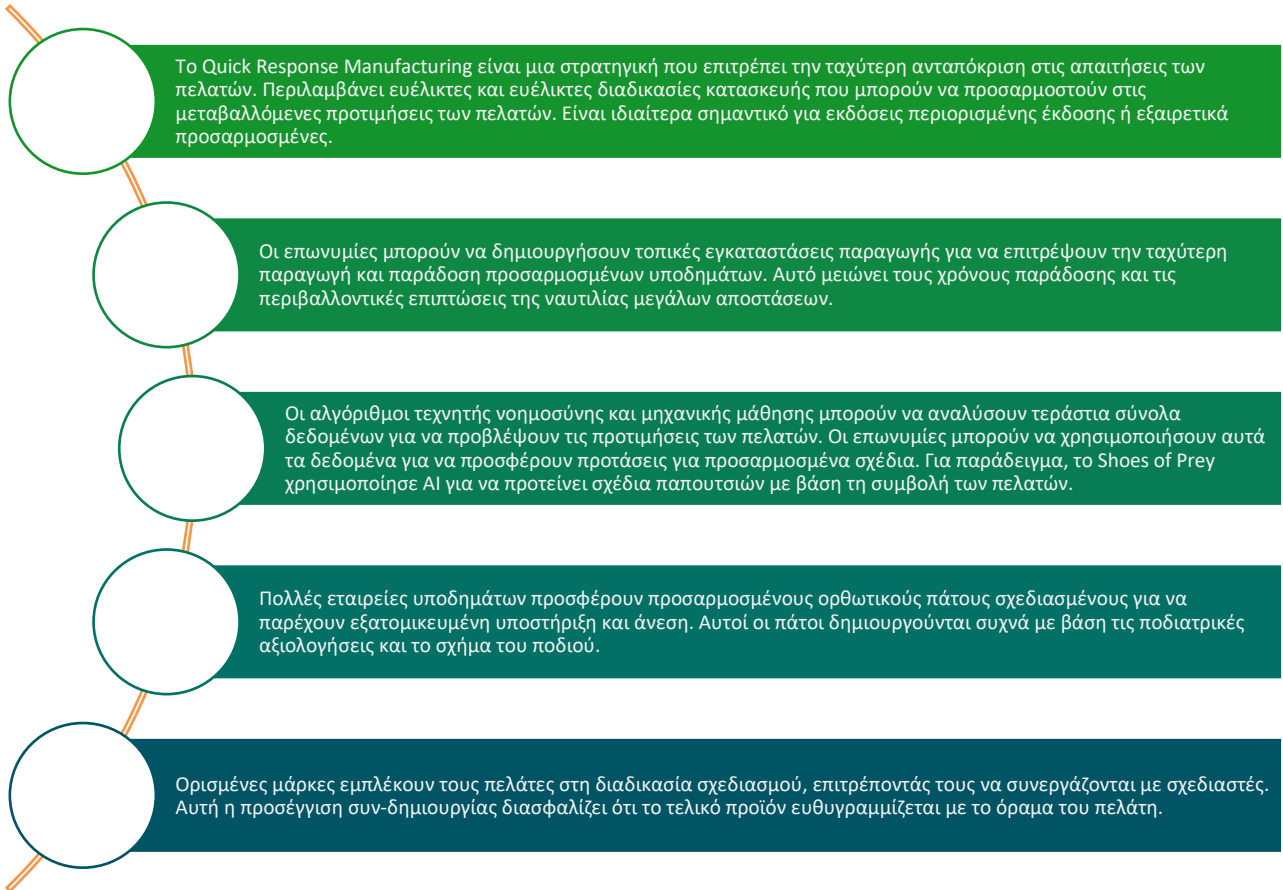 Το Quick Response Manufacturing είναι μια στρατηγική που επιτρέπει την ταχύτερη ανταπόκριση στις απαιτήσεις των
πελατών. Περιλαμβάνει ευέλικτες και ευέλικτες διαδικασίες κατασκευής που μπορούν να προσαρμοστούν στις
μεταβαλλόμενες προτιμήσεις των πελατών. Είναι ιδιαίτερα σημαντικό για εκδόσεις περιορισμένης έκδοσης ή εξαιρετικά
προσαρμοσμένες.
Οι επωνυμίες μπορούν να δημιουργήσουν τοπικές εγκαταστάσεις παραγωγής για να επιτρέψουν την ταχύτερη
παραγωγή και παράδοση προσαρμοσμένων υποδημάτων. Αυτό μειώνει τους χρόνους παράδοσης και τις
περιβαλλοντικές επιπτώσεις της ναυτιλίας μεγάλων αποστάσεων.
Οι αλγόριθμοι τεχνητής νοημοσύνης και μηχανικής μάθησης μπορούν να αναλύσουν τεράστια σύνολα
δεδομένων για να προβλέψουν τις προτιμήσεις των πελατών. Οι επωνυμίες μπορούν να χρησιμοποιήσουν αυτά
τα δεδομένα για να προσφέρουν προτάσεις για προσαρμοσμένα σχέδια. Για παράδειγμα, το Shoes of Prey
χρησιμοποίησε AI για να προτείνει σχέδια παπουτσιών με βάση τη συμβολή των πελατών.
Πολλές εταιρείες υποδημάτων προσφέρουν προσαρμοσμένους ορθωτικούς πάτους σχεδιασμένους για να
παρέχουν εξατομικευμένη υποστήριξη και άνεση. Αυτοί οι πάτοι δημιουργούνται συχνά με βάση τις ποδιατρικές
αξιολογήσεις και το σχήμα του ποδιού.
Ορισμένες μάρκες εμπλέκουν τους πελάτες στη διαδικασία σχεδιασμού, επιτρέποντάς τους να συνεργάζονται με σχεδιαστές.
Αυτή η προσέγγιση συν-δημιουργίας διασφαλίζει ότι το τελικό προϊόν ευθυγραμμίζεται με το όραμα του πελάτη.